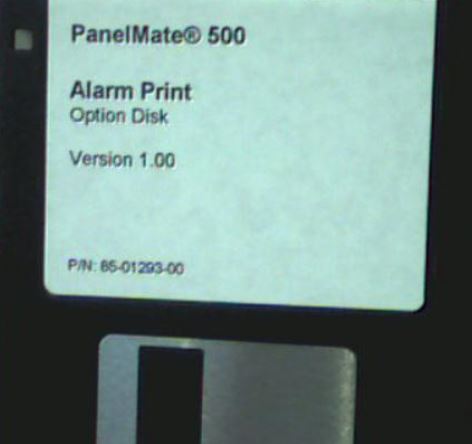 PanelMate® 500
Alarm Print
Option Disk
Version 1.00
P/N: 85-01293-00